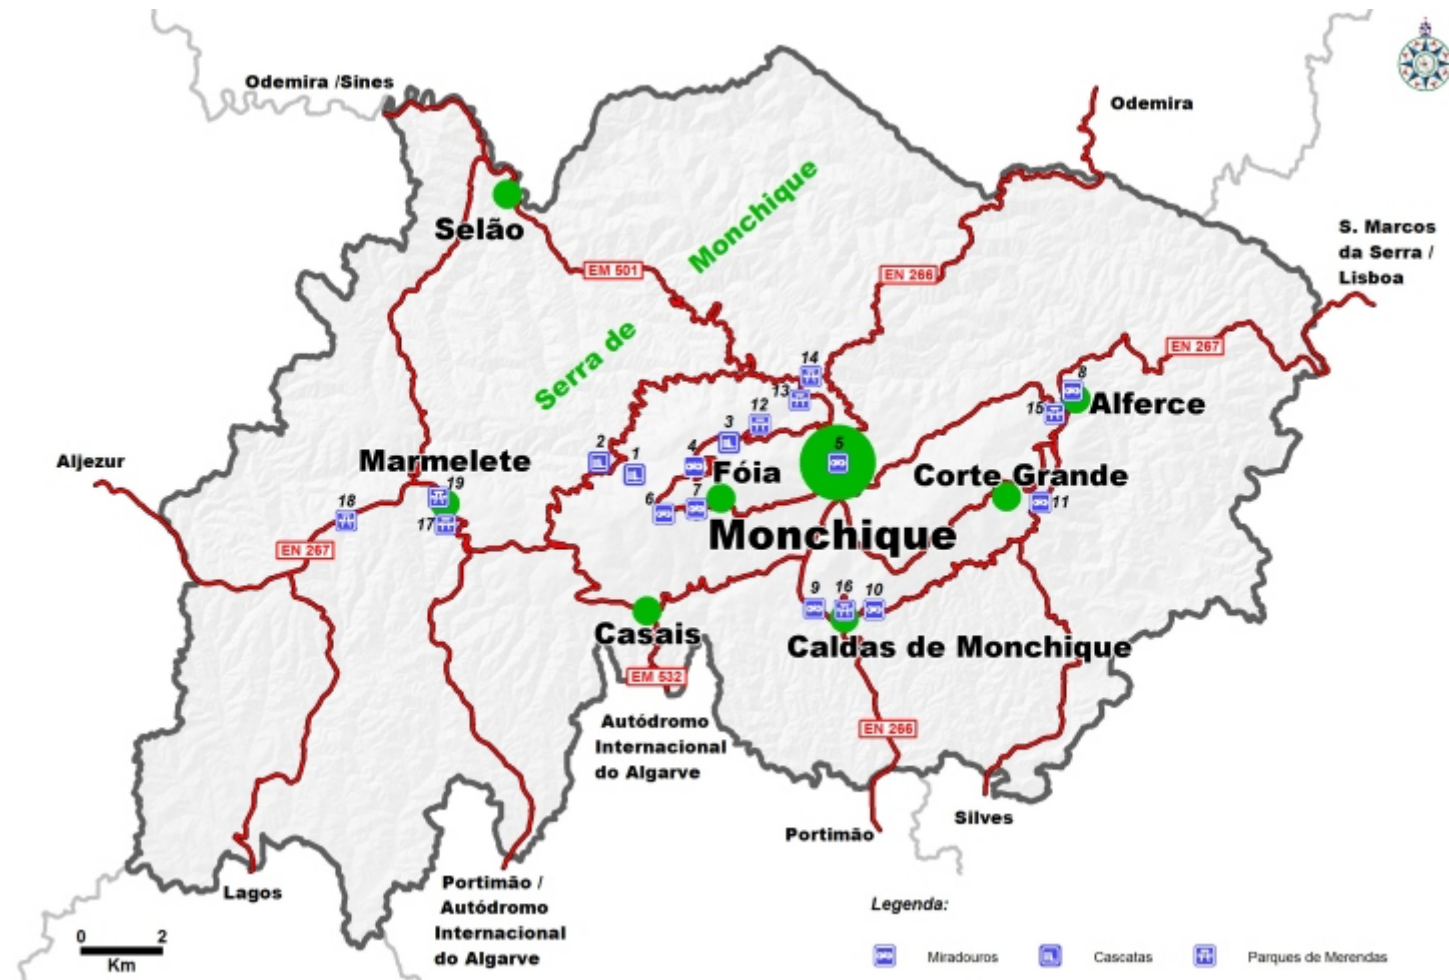 Odemira /Sines
Odemira
S. Marcos
da Serra /
Lisboa
Monchique
Selão
EM 501
EN 266
Serra de
EN 267
14
8
13
15
Alferce
12
3
2
1
4
5
Marmelete
Fóia
Corte Grande
Aljezur
19
18
6
7
11
17
Monchique
EN 267
9
16
10
Casais
Caldas de Monchique
EM 532
Autódromo
Internacional
do Algarve
EN 266
Silves
Portimão
Lagos
Portimão /
Autódromo
Internacional
do Algarve
Legenda:
0 2
Km
Miradouros
Cascatas
Parques de Merendas